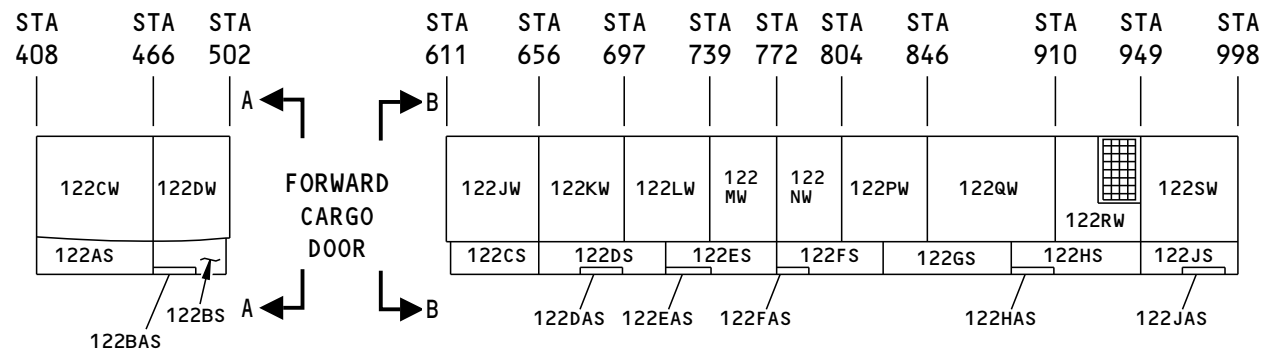 STA STA STA STA STA STA STA STA STA STA STA STA STA
408 466 502 611 656 697 739 772 804 846 910 949 998
A B
FORWARD
CARGO
DOOR
122CW 122DW 122JW 122KW 122LW 122
MW 122
NW 122PW 122QW 122SW
122RW
122AS 122CS 122DS 122ES 122FS 122GS 122HS 122JS
122BS A B
122BAS 122DAS 122EAS 122FAS 122HAS 122JAS